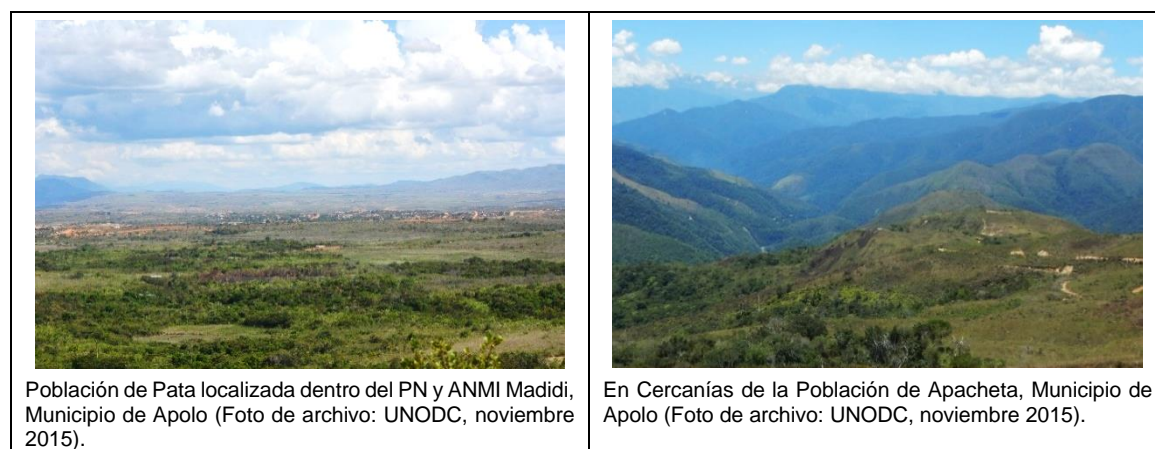 Población de Pata localizada dentro del PN y ANMI Madidi,
Municipio de Apolo (Foto de archivo: UNODC, noviembre
2015).
En Cercanías de la Población de Apacheta, Municipio de
Apolo (Foto de archivo: UNODC, noviembre 2015).